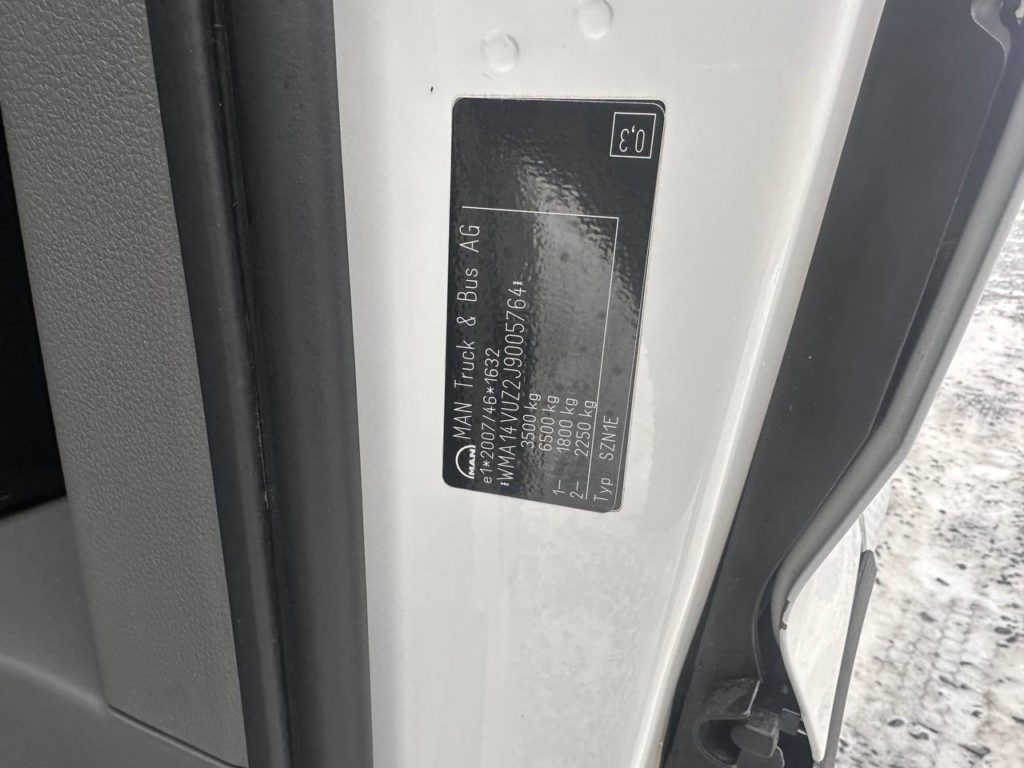 MAN MAN Truck & Bus AG
e1*2007/46*1632
*WMA14VUZ2J9005764*
3500 kg
6500 kg
1– 1800 kg
2– 2250 kg
Typ SZN1E
0,3